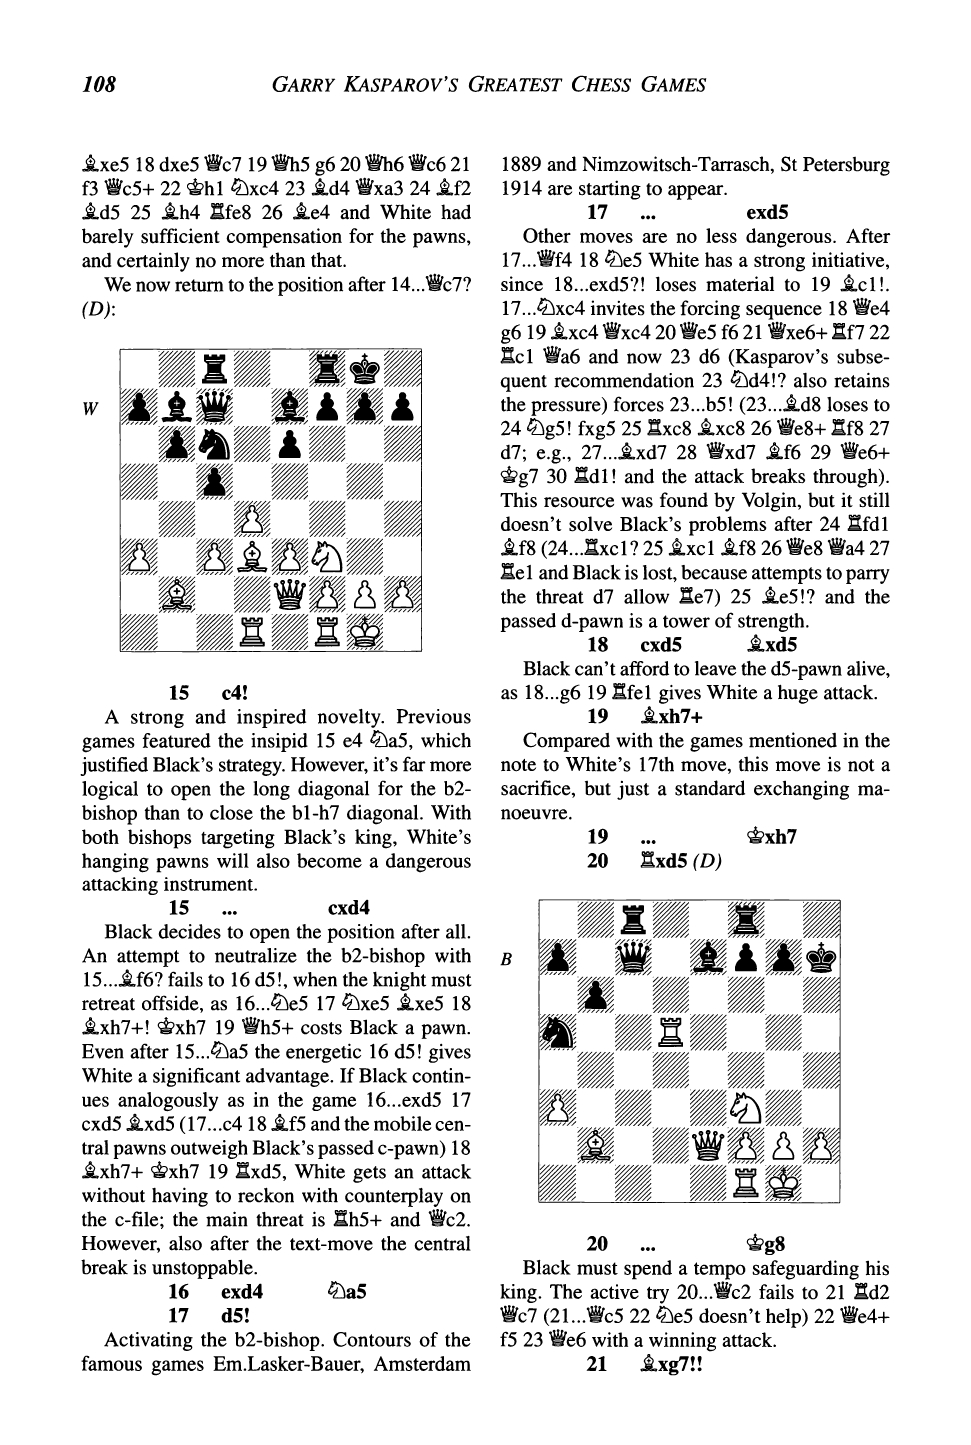 108
GARRY KASPAROV'S GREATEST CHESS GAMES
♗xe5 18 dxe5 ♕c7 19 ♕h5 g6 20 ♕h6 ♕c6 21
f3 ♕c5+ 22 ♔h1 ♘xc4 23 ♗d4 ♕xa3 24 ♗f2
♗d5 25 ♗h4 ♖fe8 26 ♗e4 and White had
barely sufficient compensation for the pawns,
and certainly no more than that.
We now return to the position after 14...♕c7?
(D):
W
15 c4!
A strong and inspired novelty. Previous
games featured the insipid 15 e4 ♘a5, which
justified Black's strategy. However, it's far more
logical to open the long diagonal for the b2-
bishop than to close the b1-h7 diagonal. With
both bishops targeting Black's king, White's
hanging pawns will also become a dangerous
attacking instrument.
15 ... cxd4
Black decides to open the position after all.
An attempt to neutralize the b2-bishop with
15...♗f6? fails to 16 d5!, when the knight must
retreat offside, as 16...♘e5 17 ♘xe5 ♗xe5 18
♗xh7+! ♔xh7 19 ♕h5+ costs Black a pawn.
Even after 15...♘a5 the energetic 16 d5! gives
White a significant advantage. If Black contin-
ues analogously as in the game 16...exd5 17
cxd5 ♗xd5 (17...c4 18 ♗f5 and the mobile cen-
tral pawns outweigh Black's passed c-pawn) 18
♗xh7+ ♔xh7 19 ♖xd5, White gets an attack
without having to reckon with counterplay on
the c-file; the main threat is ♖h5+ and ♕c2.
However, also after the text-move the central
break is unstoppable.
16 exd4 ♘a5
17 d5!
Activating the b2-bishop. Contours of the
famous games Em.Lasker-Bauer, Amsterdam
1889 and Nimzowitsch-Tarrasch, St Petersburg
1914 are starting to appear.
17 ... exd5
Other moves are no less dangerous. After
17...♕f4 18 ♘e5 White has a strong initiative,
since 18...exd5?! loses material to 19 ♗c1!.
17...♘xc4 invites the forcing sequence 18 ♕e4
g6 19 ♗xc4 ♕xc4 20 ♕e5 f6 21 ♕xe6+ ♖f7 22
♖c1 ♕a6 and now 23 d6 (Kasparov's subse-
quent recommendation 23 ♘d4!? also retains
the pressure) forces 23...b5! (23...♗d8 loses to
24 ♘g5! fxg5 25 ♖xc8 ♗xc8 26 ♕e8+ ♖f8 27
d7; e.g., 27...♗xd7 28 ♕xd7 ♗f6 29 ♕e6+
♔g7 30 ♖d1! and the attack breaks through).
This resource was found by Volgin, but it still
doesn't solve Black's problems after 24 ♖fd1
♗f8 (24...♖xc1? 25 ♗xc1 ♗f8 26 ♕e8 ♕a4 27
♖e1 and Black is lost, because attempts to parry
the threat d7 allow ♖e7) 25 ♗e5!? and the
passed d-pawn is a tower of strength.
18 cxd5 ♗xd5
Black can't afford to leave the d5-pawn alive,
as 18...g6 19 ♖fe1 gives White a huge attack.
19 ♗xh7+
Compared with the games mentioned in the
note to White's 17th move, this move is not a
sacrifice, but just a standard exchanging ma-
noeuvre.
19 ... ♔xh7
20 ♖xd5 (D)
B
20 ... ♔g8
Black must spend a tempo safeguarding his
king. The active try 20...♕c2 fails to 21 ♖d2
♕c7 (21...♕c5 22 ♘e5 doesn't help) 22 ♕e4+
f5 23 ♕e6 with a winning attack.
21 ♗xg7!!